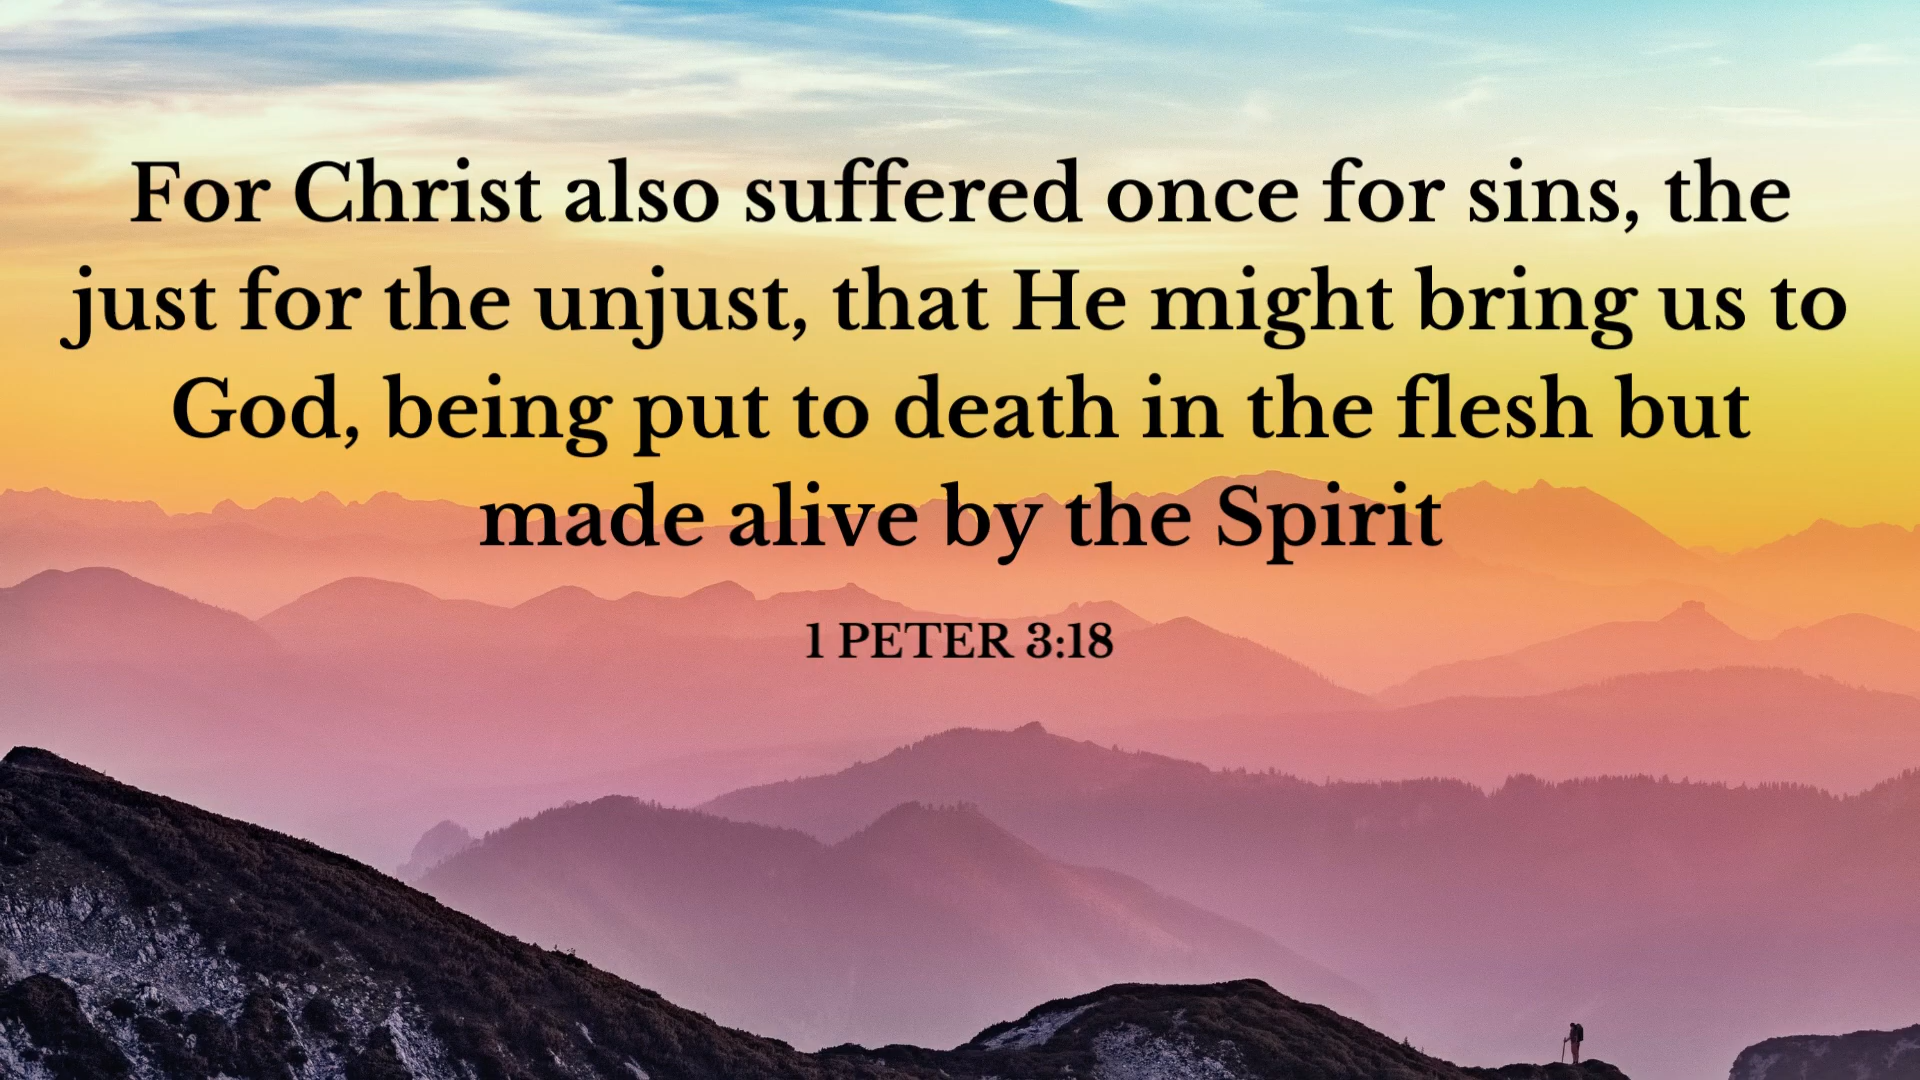 For Christ also suffered once for sins, the
just for the unjust, that He might bring us to
God, being put to death in the flesh but
made alive by the Spirit
1 PETER 3:18